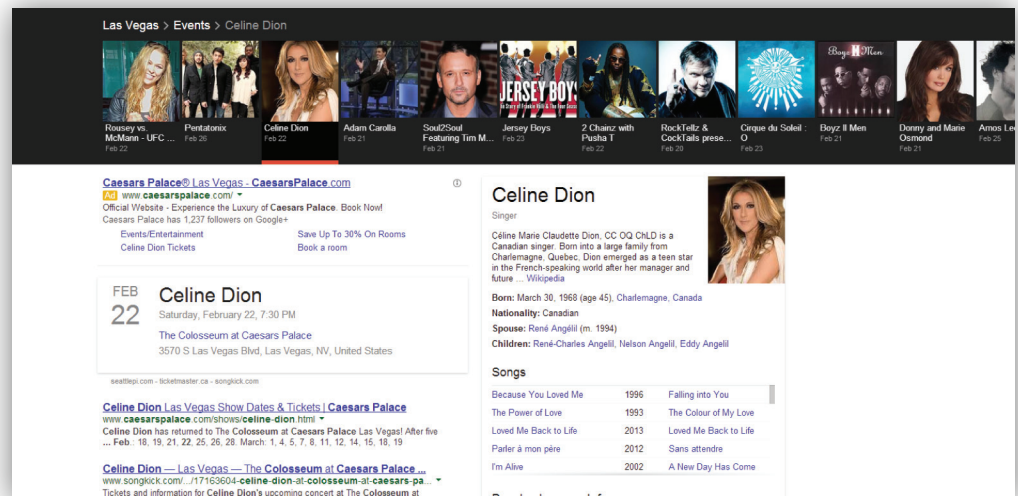 Las Vegas > Events > Celine Dion
Rousey vs.
McMann - UFC ...
Feb 22
Pentatonix
Feb 26
Celine Dion
Feb 22
Adam Carolla
Feb 21
Soul2Soul
Featuring Tim M...
Feb 21
JERSEY BOYS
Jersey Boys
Feb 23
2 Chainz with
Pusha T
Feb 22
RockTellz &
CockTails prese...
Feb 20
Cirque du Soleil :
O
Feb 23
Boyz II Men
Boyz II Men
Feb 21
Donny and Marie
Osmond
Feb 21
Amos Lee
Feb 25
Caesars Palace® Las Vegas - CaesarsPalace.com
Ad www.caesarspalace.com/
Official Website - Experience the Luxury of Caesars Palace. Book Now!
Caesars Palace has 1,237 followers on Google+
Events/Entertainment Save Up To 30% On Rooms
Celine Dion Tickets Book a room
FEB
22
Celine Dion
Saturday, February 22, 7:30 PM
The Colosseum at Caesars Palace
3570 S Las Vegas Blvd, Las Vegas, NV, United States
seattlepi.com - ticketmaster.ca - songkick.com
Celine Dion Las Vegas Show Dates & Tickets | Caesars Palace
www.caesarspalace.com/shows/celine-dion.html
Celine Dion has returned to The Colosseum at Caesars Palace Las Vegas! After five
... Feb.: 18, 19, 21, 22, 25, 26, 28. March: 1, 4, 5, 7, 8, 11, 12, 14, 15, 18, 19
Celine Dion — Las Vegas — The Colosseum at Caesars Palace ...
www.songkick.com/.../17163604-celine-dion-at-colosseum-at-caesars-pa...
Tickets and information for Celine Dion's upcoming concert at The Colosseum at
Celine Dion
Singer
Céline Marie Claudette Dion, CC OQ ChLD is a
Canadian singer. Born into a large family from
Charlemagne, Quebec, Dion emerged as a teen star
in the French-speaking world after her manager and
future ... Wikipedia
Born: March 30, 1968 (age 45), Charlemagne, Canada
Nationality: Canadian
Spouse: René Angélil (m. 1994)
Children: René-Charles Angelil, Nelson Angelil, Eddy Angelil
Songs
Because You Loved Me 1996 Falling into You
The Power of Love 1993 The Colour of My Love
Loved Me Back to Life 2013 Loved Me Back to Life
Parler à mon père 2012 Sans attendre
I'm Alive 2002 A New Day Has Come